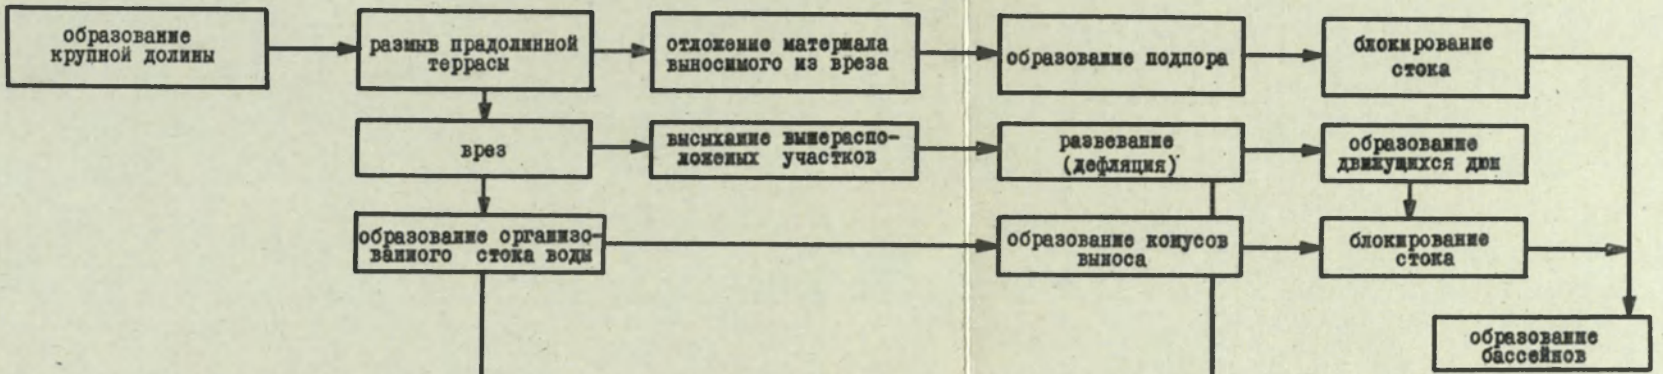 образование
крупной долины
размыв прадолинной
террасы
отложение материала
выносимого из вреза
образование подпора
блокирование
стока
врез
высыхание вышераспо-
ложеных участков
развевание
(дефляция)
образование
движущихся дюн
образование организо-
ванного стока воды
образование конусов
выноса
блокирование
стока
образование
бассейнов